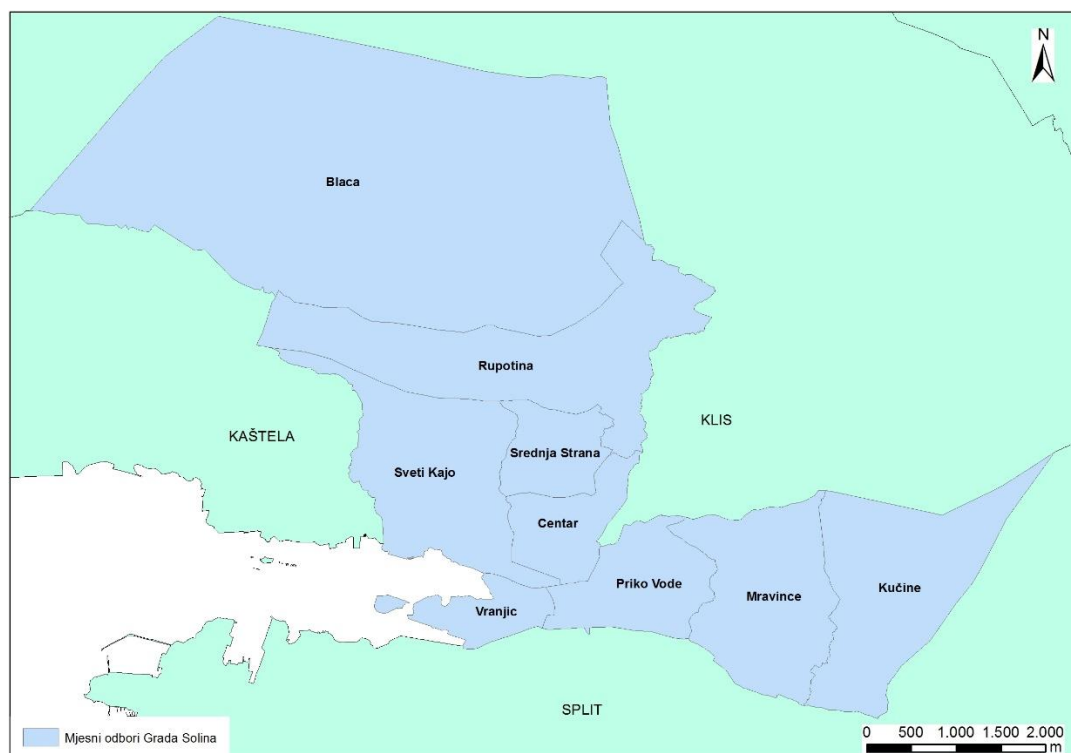 N
Blaca
Rupotina
KAŠTELA
KLIS
Srednja Strana
Sveti Kajo
Centar
Priko Vode
Kučine
Mravince
Vranjic
SPLIT
Mjesni odbori Grada Solina
0 500 1.000 1.500 2.000
m